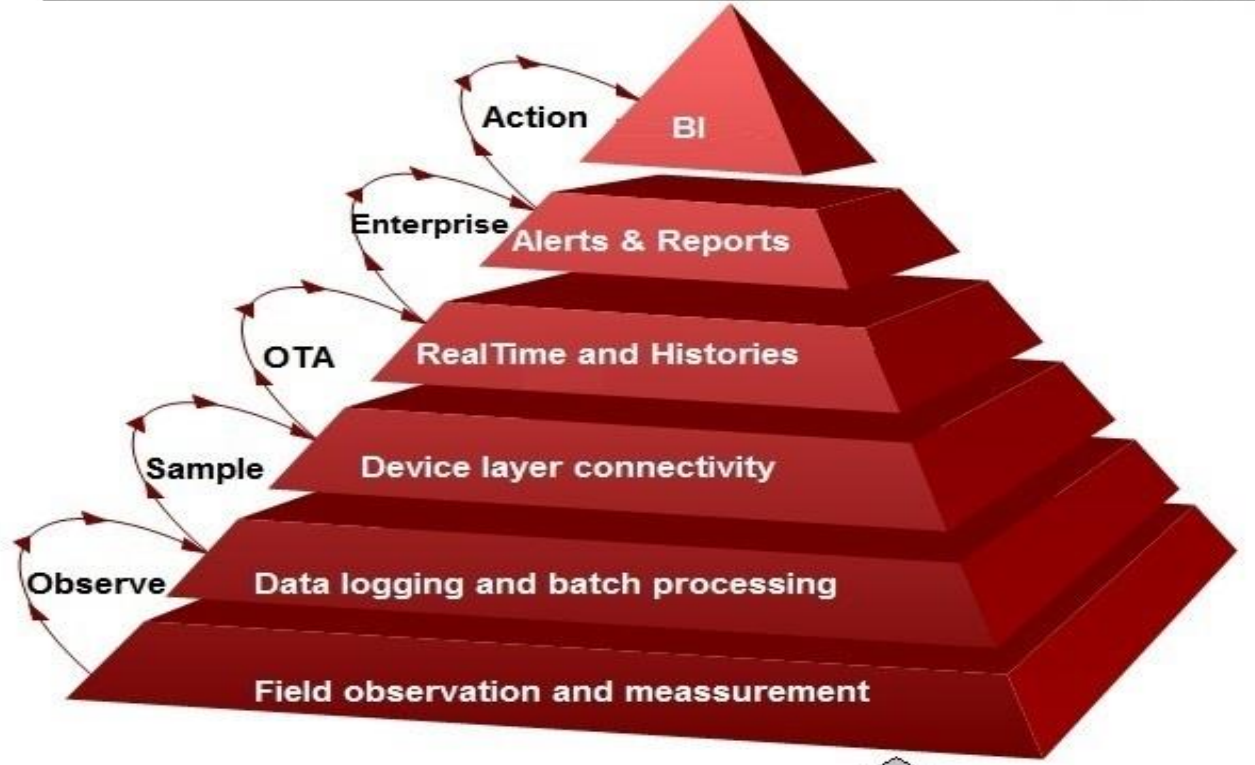 Action
BI
Enterprise
Alerts & Reports
OTA
RealTime and Histories
Sample
Device layer connectivity
Observe
Data logging and batch processing
Field observation and meassurement